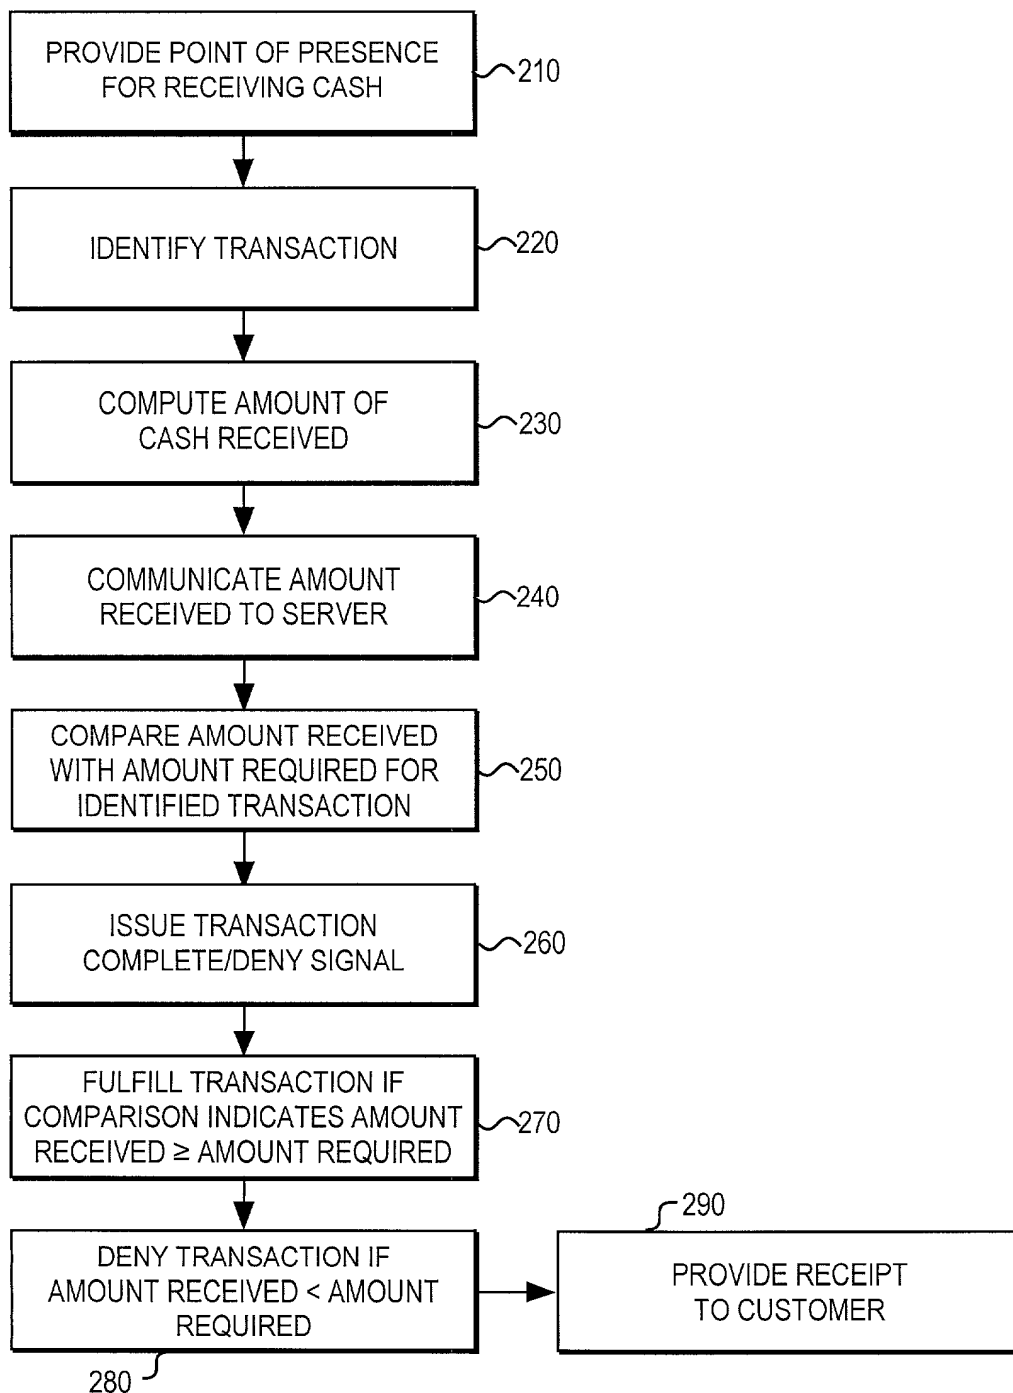 PROVIDE POINT OF PRESENCE
FOR RECEIVING CASH
210
IDENTIFY TRANSACTION
220
COMPUTE AMOUNT OF
CASH RECEIVED
230
COMMUNICATE AMOUNT
RECEIVED TO SERVER
240
COMPARE AMOUNT RECEIVED
WITH AMOUNT REQUIRED FOR
IDENTIFIED TRANSACTION
250
ISSUE TRANSACTION
COMPLETE/DENY SIGNAL
260
FULFILL TRANSACTION IF
COMPARISON INDICATES AMOUNT
RECEIVED ≥ AMOUNT REQUIRED
270
DENY TRANSACTION IF
AMOUNT RECEIVED < AMOUNT
REQUIRED
280
290
PROVIDE RECEIPT
TO CUSTOMER